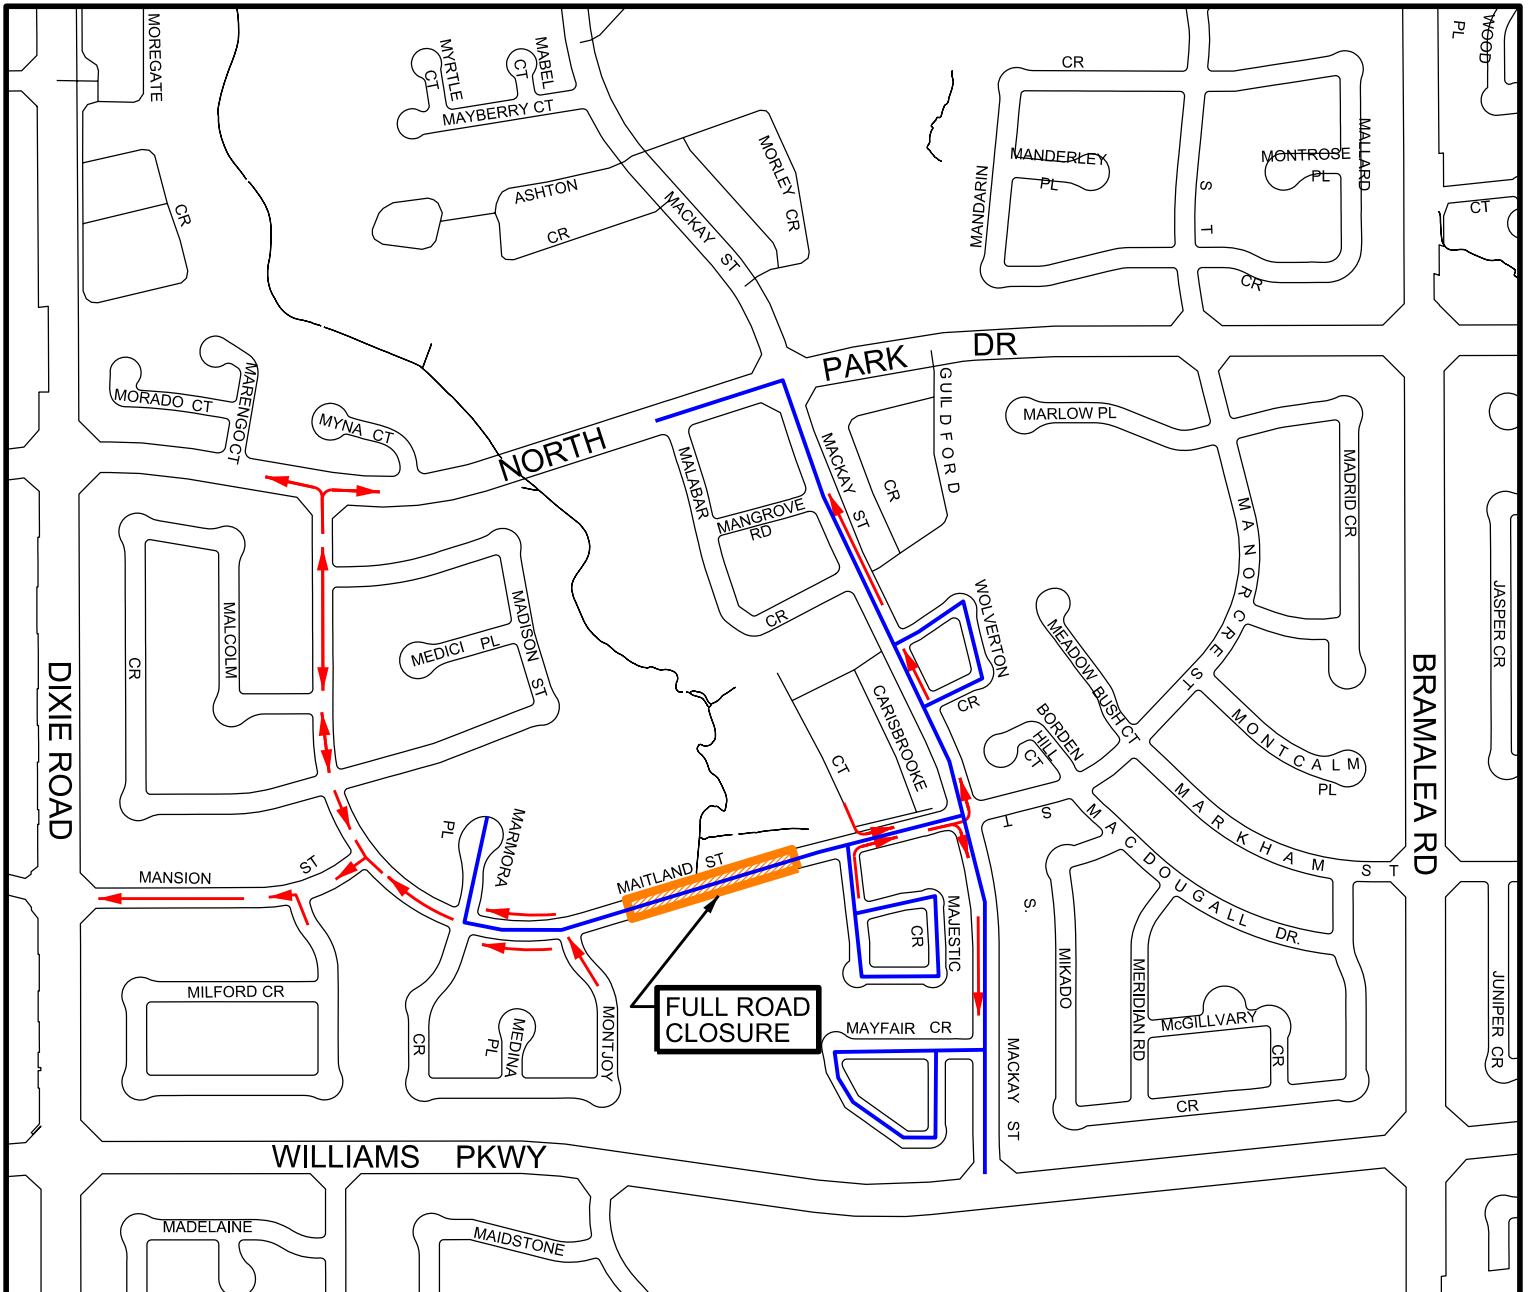 MOREGATE
CR
MYRTLE
CT
MABEL
CT
MAYBERRY CT
ASHTON
CR
MACKAY ST
MORLEY CR
CR
MANDERLEY
PL
MANDARIN
S T
MONTROSE
PL
MALLARD
CR
WOOD
PL
CT
MORADO CT
MARENGO CT
MYNA CT
NORTH
PARK DR
GUILDFORD
CR
MARLOW PL
MADRID CR
MALABAR
MANGROVE
RD
CR
MACKAY ST
MANORCREST
ST
JASPER CR
CR
MALCOLM
MEDICI PL
MADISON
ST
WOLVERTON
CR
MEADOW BUSH CT
BORDEN
HILL
CT
MONTCALM
PL
CARISBROOKE
CT
DIXIE ROAD
BRAMALEA RD
MARMORA
PL
MAITLAND ST
S T
S.
MARKHAM ST
MACDOUGALL DR.
MANSION ST
MAJESTIC
CR
MIKADO
CR
MERIDIAN RD
McGILLVARY
CR
JUNIPER CR
MILFORD CR
CR
MEDINA
PL
MONTJOY
FULL ROAD
CLOSURE
MAYFAIR CR
MACKAY ST
WILLIAMS PKWY
MADELAINE
MAIDSTONE